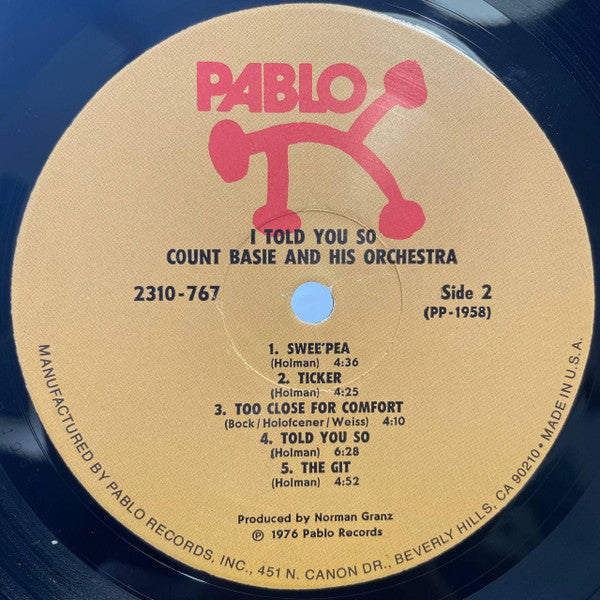 PABLO
I TOLD YOU SO
COUNT BASIE AND HIS ORCHESTRA
2310-767
Side 2
(PP-1958)
1. SWEE'PEA
(Holman) 4:36
2. TICKER
(Holman) 4:25
3. TOO CLOSE FOR COMFORT
(Bock/Holofcener/Weiss) 4:10
4. TOLD YOU SO
(Holman) 6:28
5. THE GIT
(Holman) 4:52
Produced by Norman Granz
℗ 1976 Pablo Records
MANUFACTURED BY PABLO RECORDS, INC., 451 N. CANON DR., BEVERLY HILLS, CA 90210 • MADE IN U.S.A.